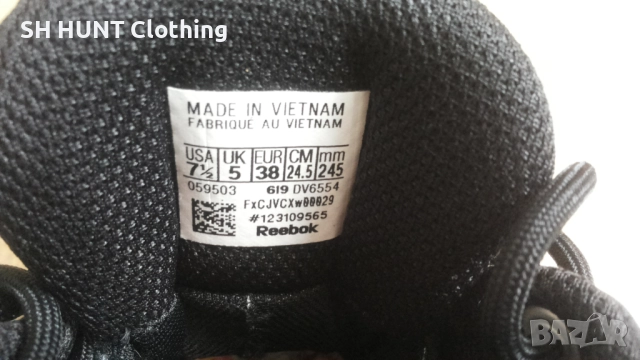 SH HUNT Clothing
MADE IN VIETNAM
FABRIQUE AU VIETNAM
USA UK EUR CM mm
7½ 5 38 24.5 245
059503 619 DV6554
FxCJVCXw00029
#123109565
Reebok
BAZAR